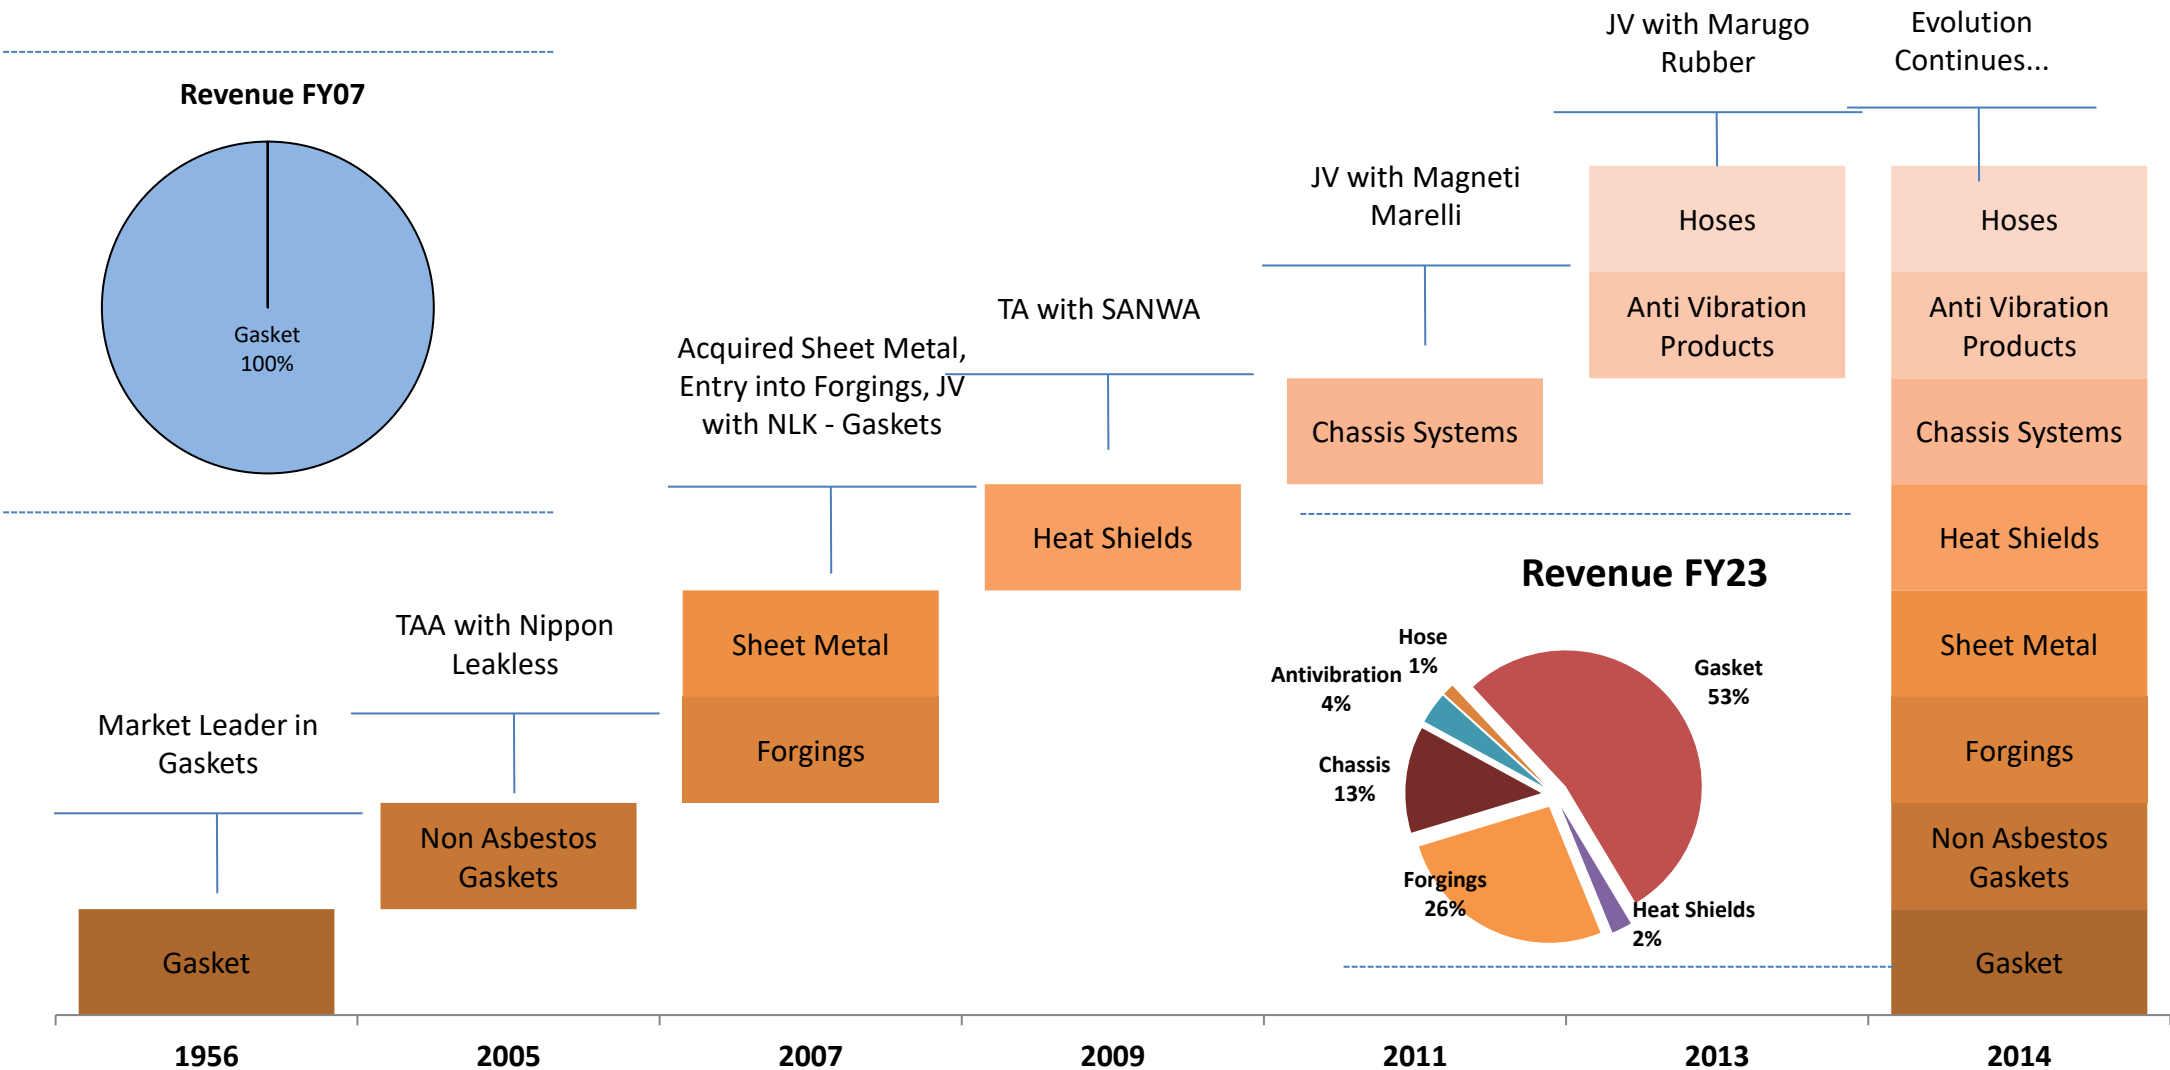 Revenue FY07
Gasket
100%
Market Leader in
Gaskets
Gasket
TAA with Nippon
Leakless
Non Asbestos
Gaskets
Acquired Sheet Metal,
Entry into Forgings, JV
with NLK - Gaskets
Sheet Metal
Forgings
TA with SANWA
Heat Shields
JV with Magneti
Marelli
Chassis Systems
JV with Marugo
Rubber
Hoses
Anti Vibration
Products
Evolution
Continues...
Hoses
Anti Vibration
Products
Chassis Systems
Heat Shields
Sheet Metal
Forgings
Non Asbestos
Gaskets
Gasket
Revenue FY23
Hose
1%
Gasket
53%
Antivibration
4%
Chassis
13%
Forgings
26%
Heat Shields
2%
1956
2005
2007
2009
2011
2013
2014